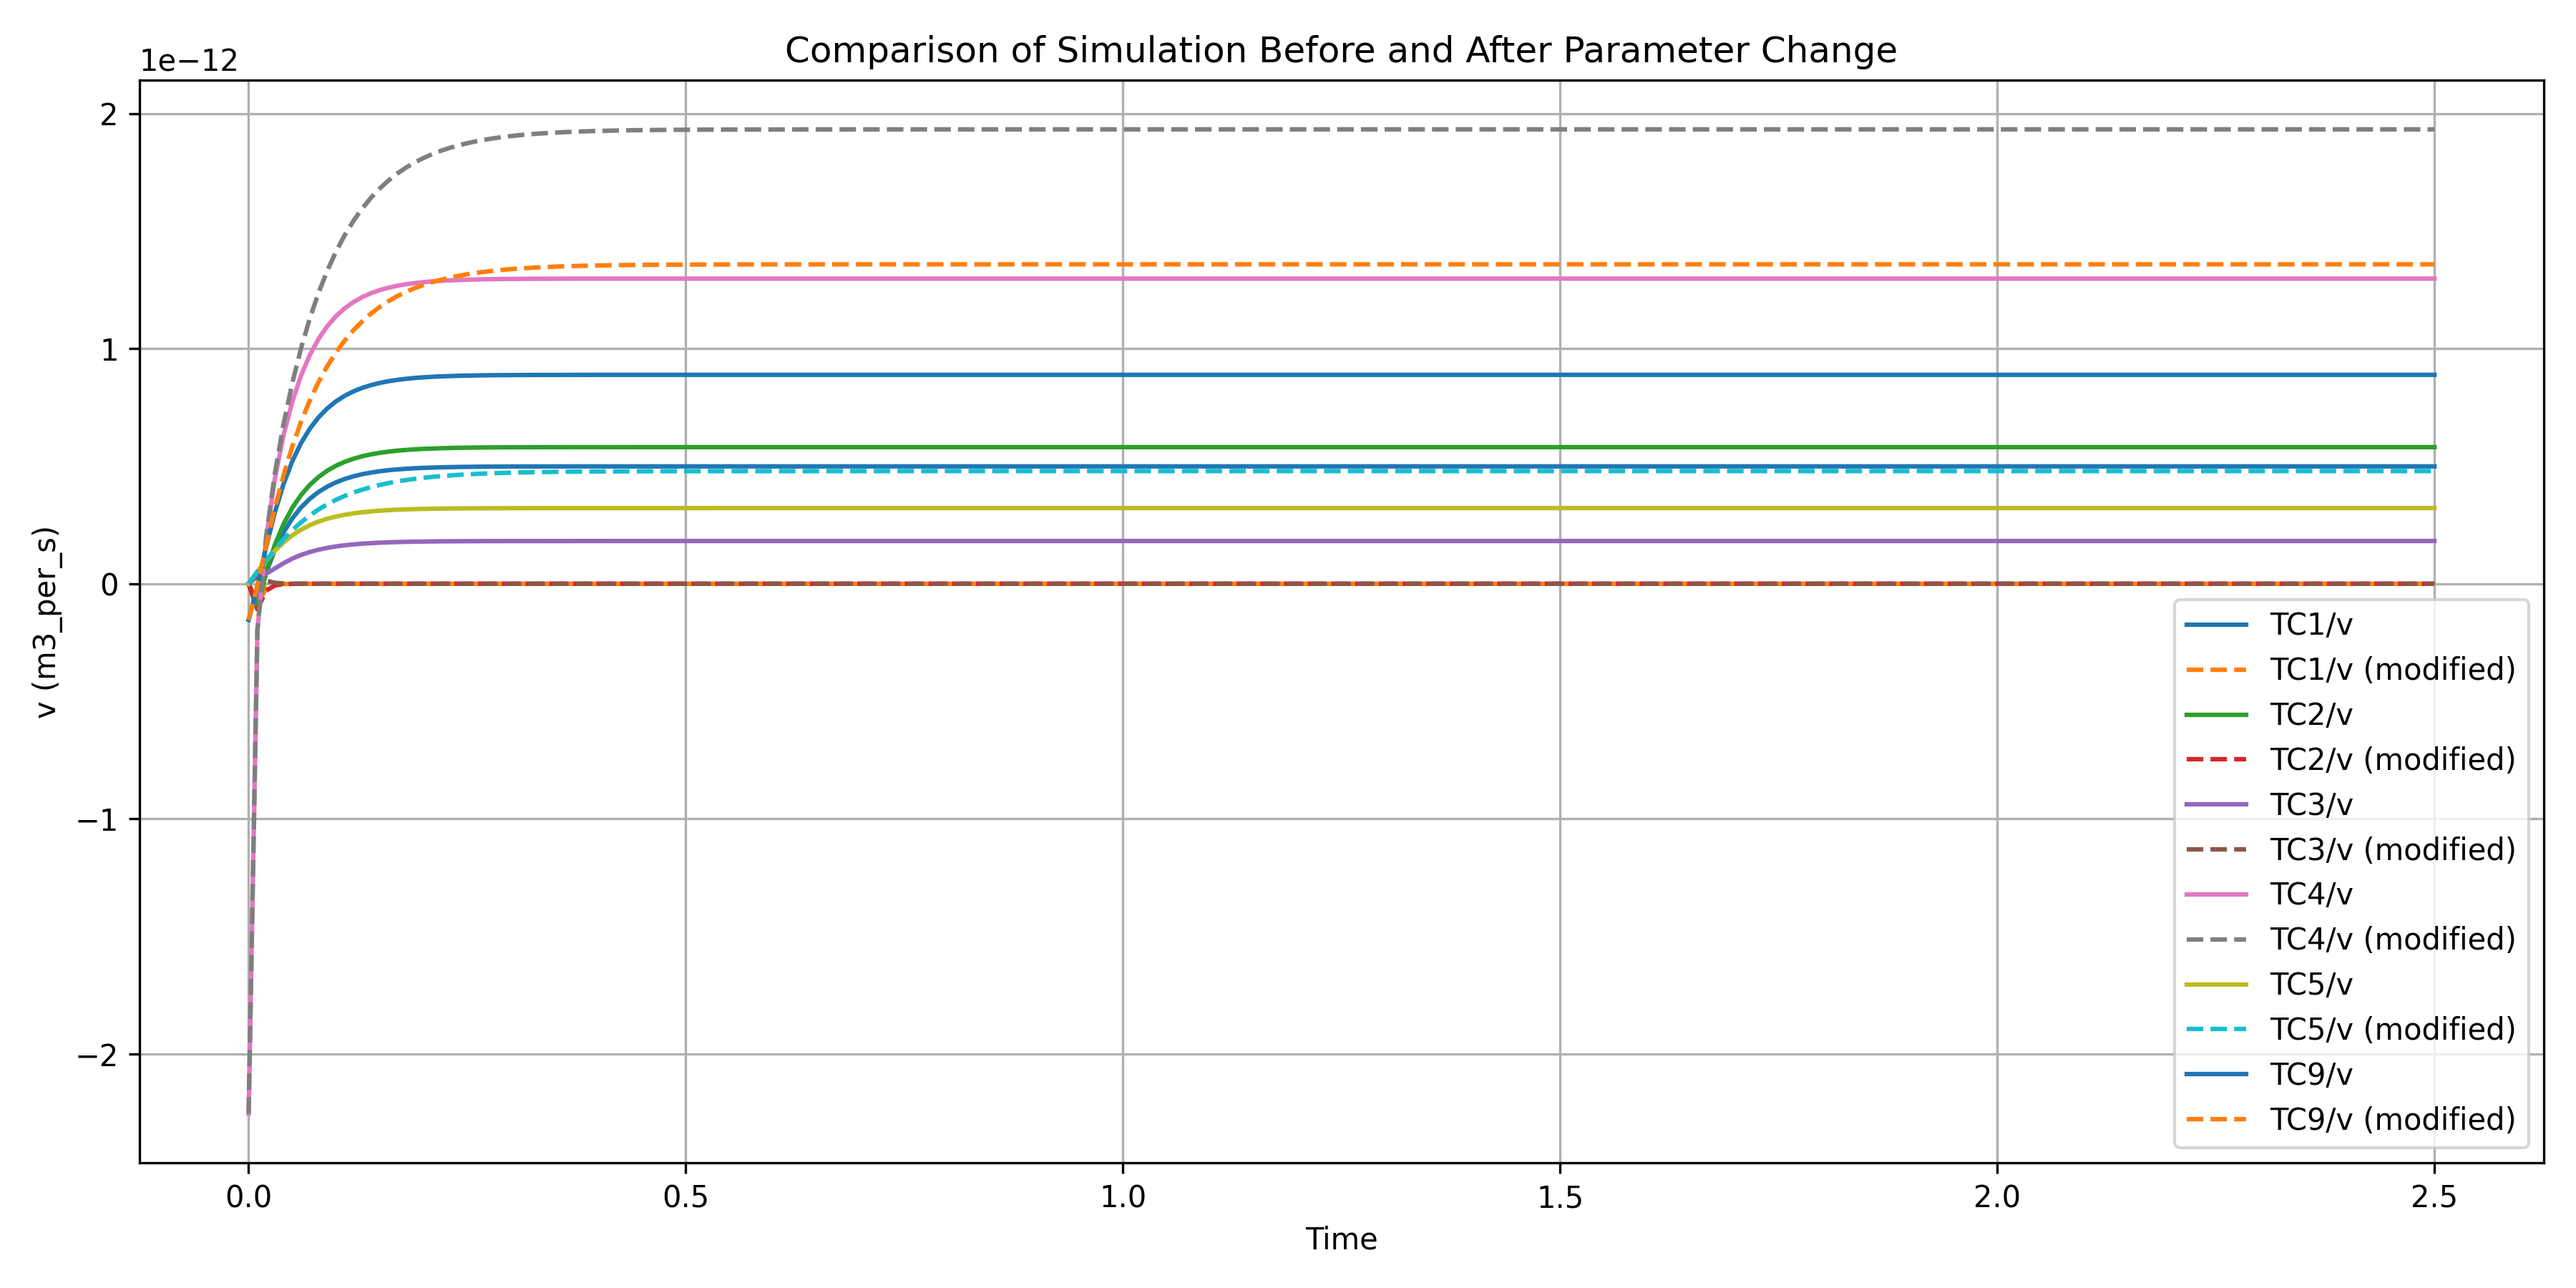 Comparison of Simulation Before and After Parameter Change
1e−12
2
1
0
−1
−2
v (m3_per_s)
0.0 0.5 1.0 1.5 2.0 2.5
Time
TC1/v
TC1/v (modified)
TC2/v
TC2/v (modified)
TC3/v
TC3/v (modified)
TC4/v
TC4/v (modified)
TC5/v
TC5/v (modified)
TC9/v
TC9/v (modified)